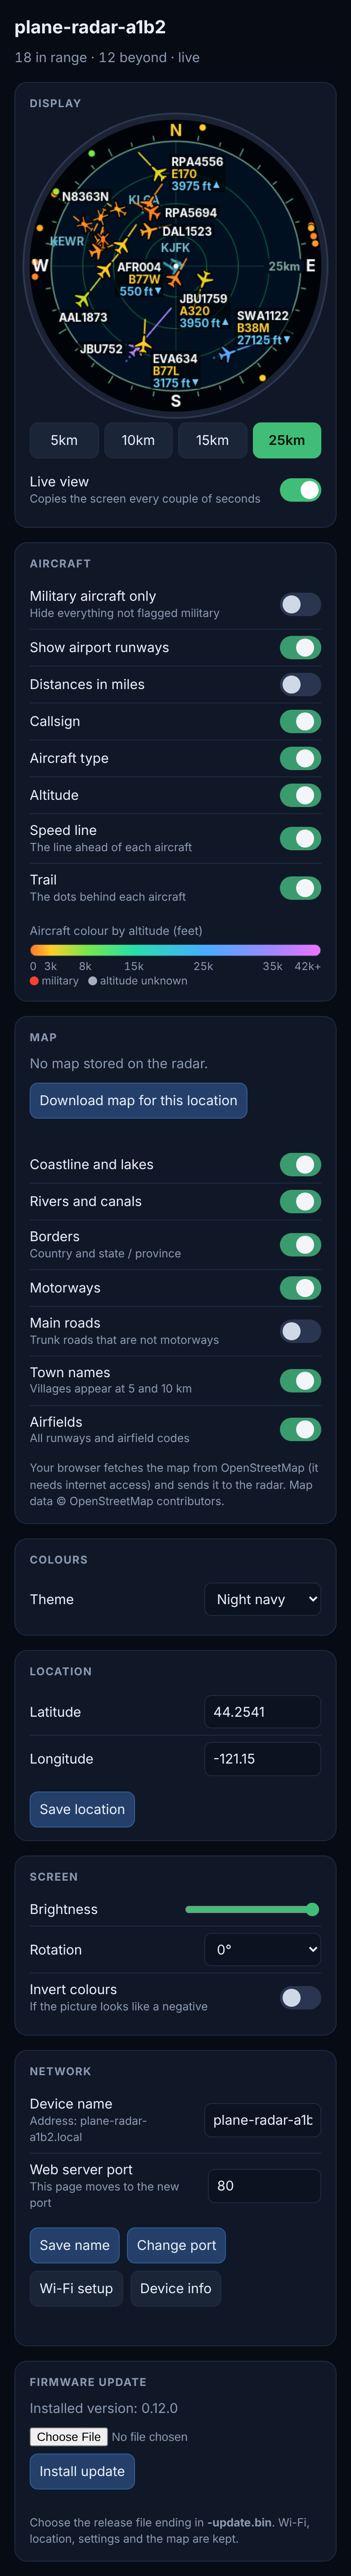 plane-radar-a1b2
18 in range · 12 beyond · live
DISPLAY
N
RPA4556
E170
3975 ft▲
N8363N
RPA5694
KEWR
DAL1523
KJFK
W
25km
E
AFR004
B77W
550 ft▼
JBU1759
A320
3950 ft▲
AAL1873
SWA1122
B38M
27125 ft▼
JBU752
EVA634
B77L
3175 ft▼
S
5km
10km
15km
25km
Live view
Copies the screen every couple of seconds
AIRCRAFT
Military aircraft only
Hide everything not flagged military
Show airport runways
Distances in miles
Callsign
Aircraft type
Altitude
Speed line
The line ahead of each aircraft
Trail
The dots behind each aircraft
Aircraft colour by altitude (feet)
0 3k 8k 15k 25k 35k 42k+
military altitude unknown
MAP
No map stored on the radar.
Download map for this location
Coastline and lakes
Rivers and canals
Borders
Country and state / province
Motorways
Main roads
Trunk roads that are not motorways
Town names
Villages appear at 5 and 10 km
Airfields
All runways and airfield codes
Your browser fetches the map from OpenStreetMap (it
needs internet access) and sends it to the radar. Map
data © OpenStreetMap contributors.
COLOURS
Theme
Night navy
LOCATION
Latitude
44.2541
Longitude
-121.15
Save location
SCREEN
Brightness
Rotation
0°
Invert colours
If the picture looks like a negative
NETWORK
Device name
Address: plane-radar-
a1b2.local
plane-radar-a1b
Web server port
This page moves to the new
port
80
Save name
Change port
Wi-Fi setup
Device info
FIRMWARE UPDATE
Installed version: 0.12.0
Choose File No file chosen
Install update
Choose the release file ending in -update.bin. Wi-Fi,
location, settings and the map are kept.